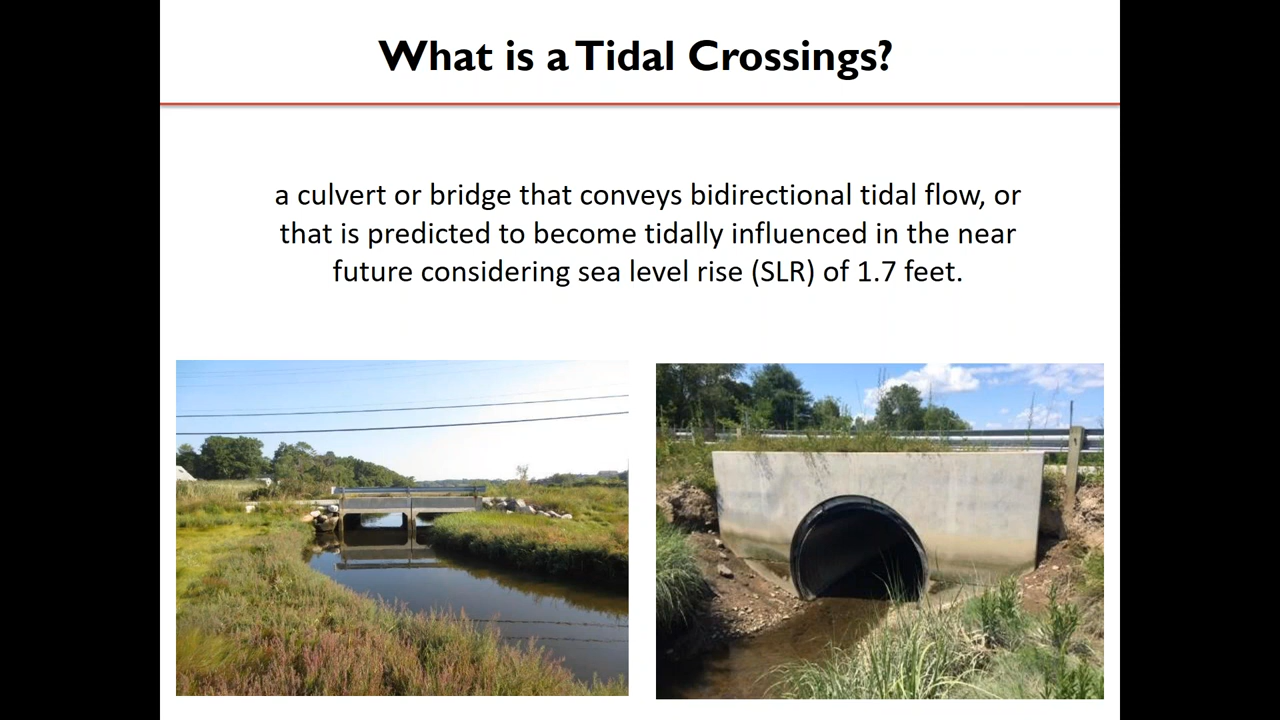 What is a Tidal Crossings?
a culvert or bridge that conveys bidirectional tidal flow, or
that is predicted to become tidally influenced in the near
future considering sea level rise (SLR) of 1.7 feet.